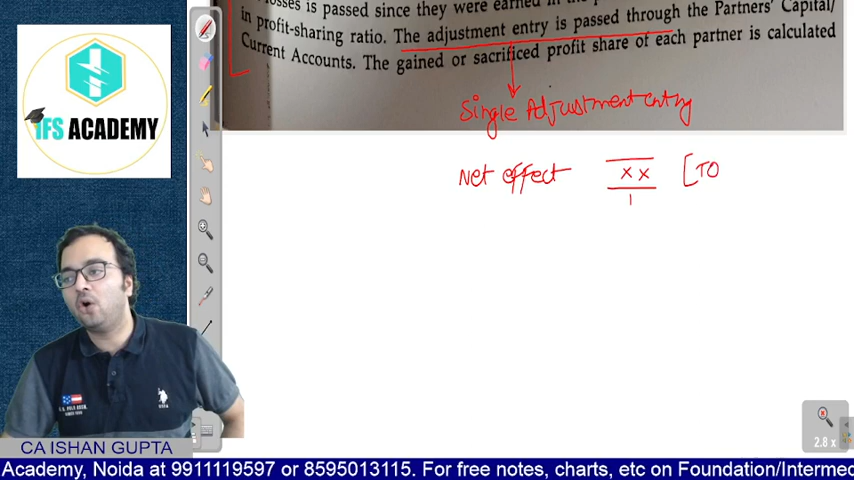 losses is passed since they were earned in the
in profit-sharing ratio. The adjustment entry is passed through the Partners' Capital/
Current Accounts. The gained or sacrificed profit share of each partner is calculated
Single Adjustment entry
Net effect xx [TO
1
IFS ACADEMY
2.8 x
CA ISHAN GUPTA
Academy, Noida at 9911119597 or 8595013115. For free notes, charts, etc on Foundation/Intermed